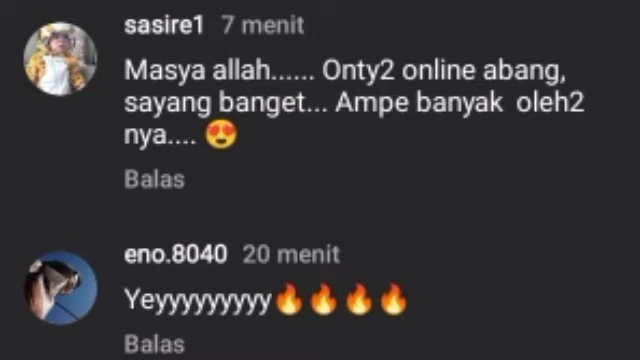 sasire1 7 menit
Masya allah...... Onty2 online abang,
sayang banget... Ampe banyak oleh2
nya.... 😍
Balas
eno.8040 20 menit
Yeyyyyyyyyy🔥🔥🔥🔥
Balas